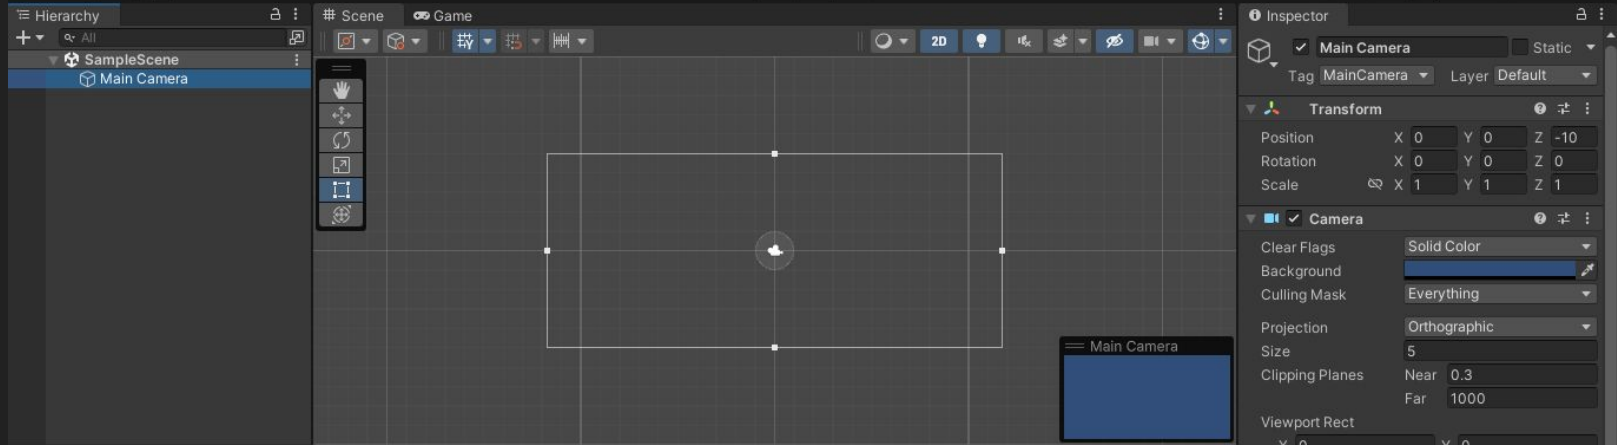 Hierarchy
All
SampleScene
Main Camera
Scene Game
2D
Main Camera
Inspector
Main Camera Static
Tag MainCamera Layer Default
Transform
Position X 0 Y 0 Z -10
Rotation X 0 Y 0 Z 0
Scale X 1 Y 1 Z 1
Camera
Clear Flags Solid Color
Background
Culling Mask Everything
Projection Orthographic
Size 5
Clipping Planes Near 0.3
Far 1000
Viewport Rect
X 0 Y 0